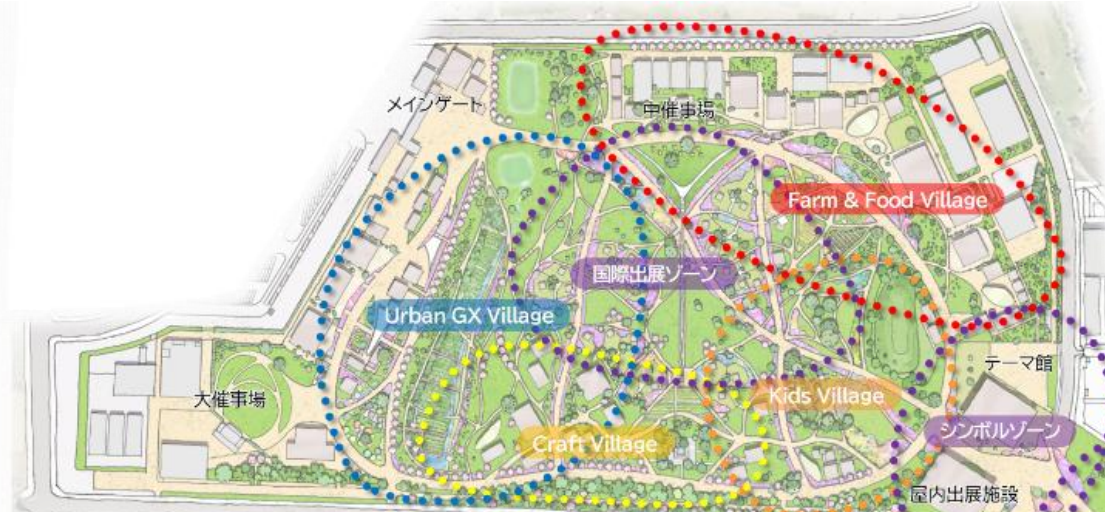 メインゲート
中催事場
Farm & Food Village
国際出展ゾーン
Urban GX Village
テーマ館
大催事場
Kids Village
シンボルゾーン
Craft Village
屋内出展施設